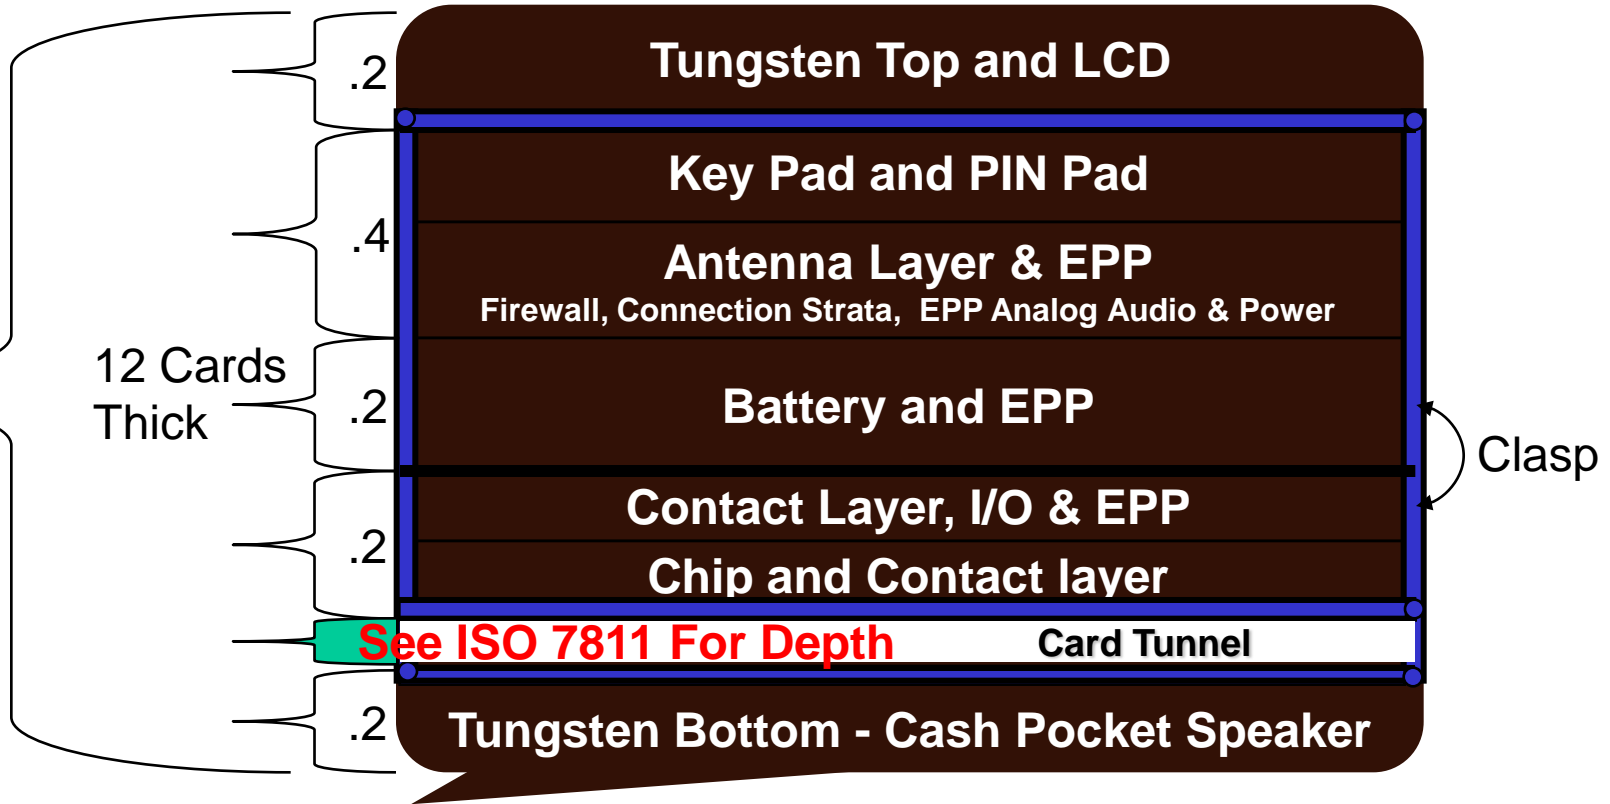 .2
Tungsten Top and LCD
Key Pad and PIN Pad
.4
Antenna Layer & EPP
Firewall, Connection Strata, EPP Analog Audio & Power
12 Cards
Thick
.2
Battery and EPP
Clasp
Contact Layer, I/O & EPP
.2
Chip and Contact layer
See ISO 7811 For Depth
Card Tunnel
.2
Tungsten Bottom - Cash Pocket Speaker